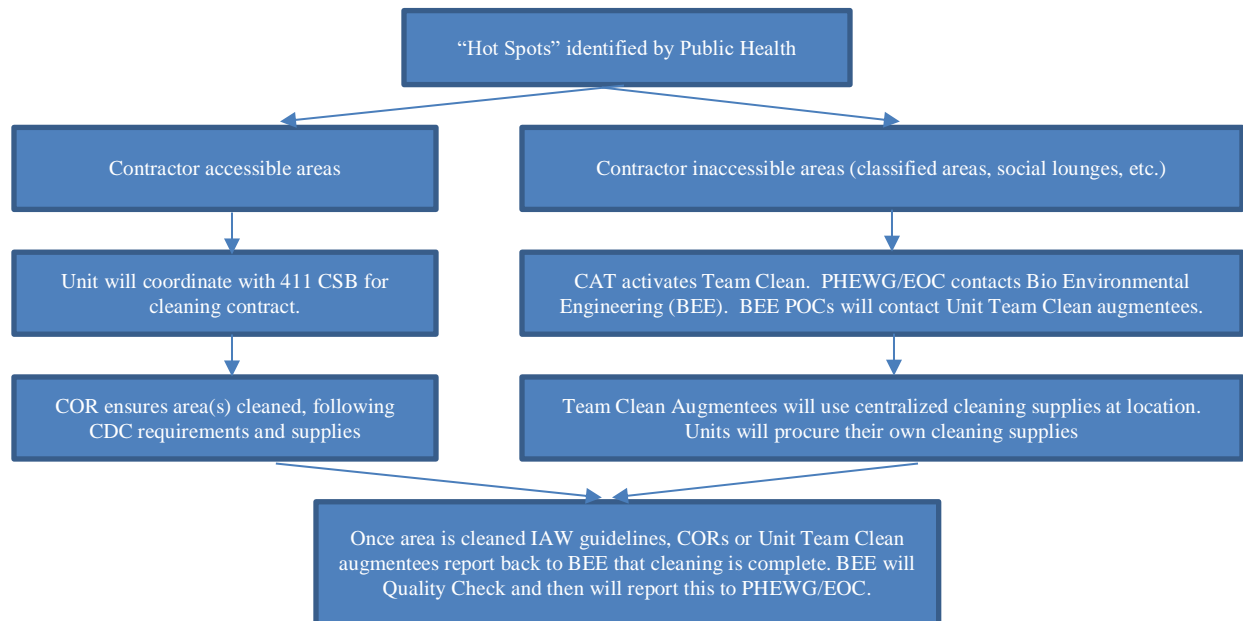 “Hot Spots” identified by Public Health
Contractor accessible areas
Contractor inaccessible areas (classified areas, social lounges, etc.)
Unit will coordinate with 411 CSB for
cleaning contract.
CAT activates Team Clean.  PHEWG/EOC contacts Bio Environmental
Engineering (BEE).  BEE POCs will contact Unit Team Clean augmentees.
COR ensures area(s) cleaned, following
CDC requirements and supplies
Team Clean Augmentees will use centralized cleaning supplies at location.
Units will procure their own cleaning supplies
Once area is cleaned IAW guidelines, CORs or Unit Team Clean
augmentees report back to BEE that cleaning is complete. BEE will
Quality Check and then will report this to PHEWG/EOC.